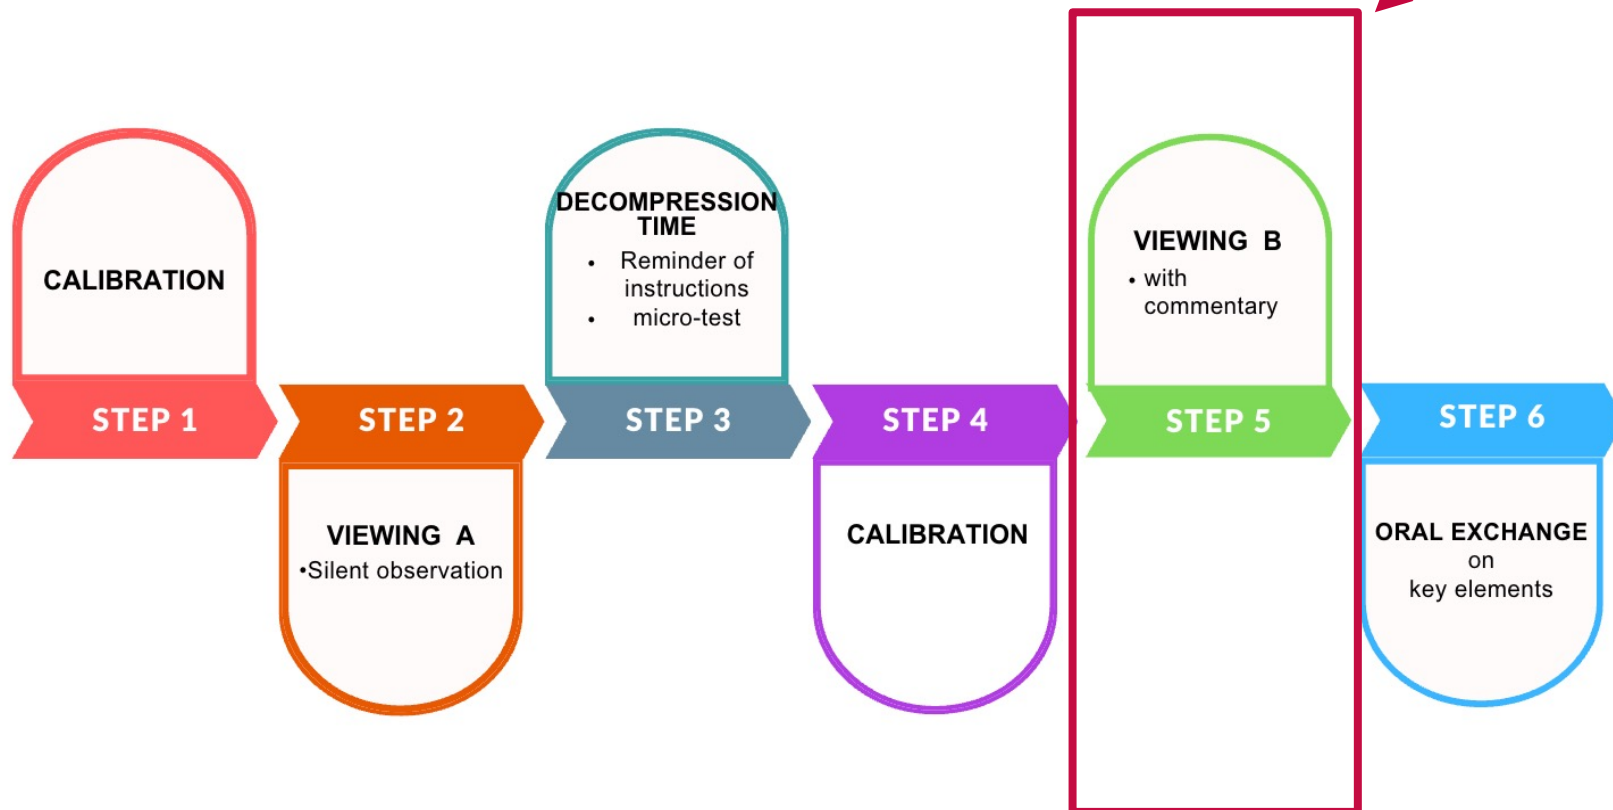 CALIBRATION
STEP 1
STEP 2
VIEWING A
•Silent observation
DECOMPRESSION
TIME
• Reminder of
instructions
• micro-test
STEP 3
STEP 4
CALIBRATION
VIEWING B
• with
commentary
STEP 5
STEP 6
ORAL EXCHANGE
on
key elements